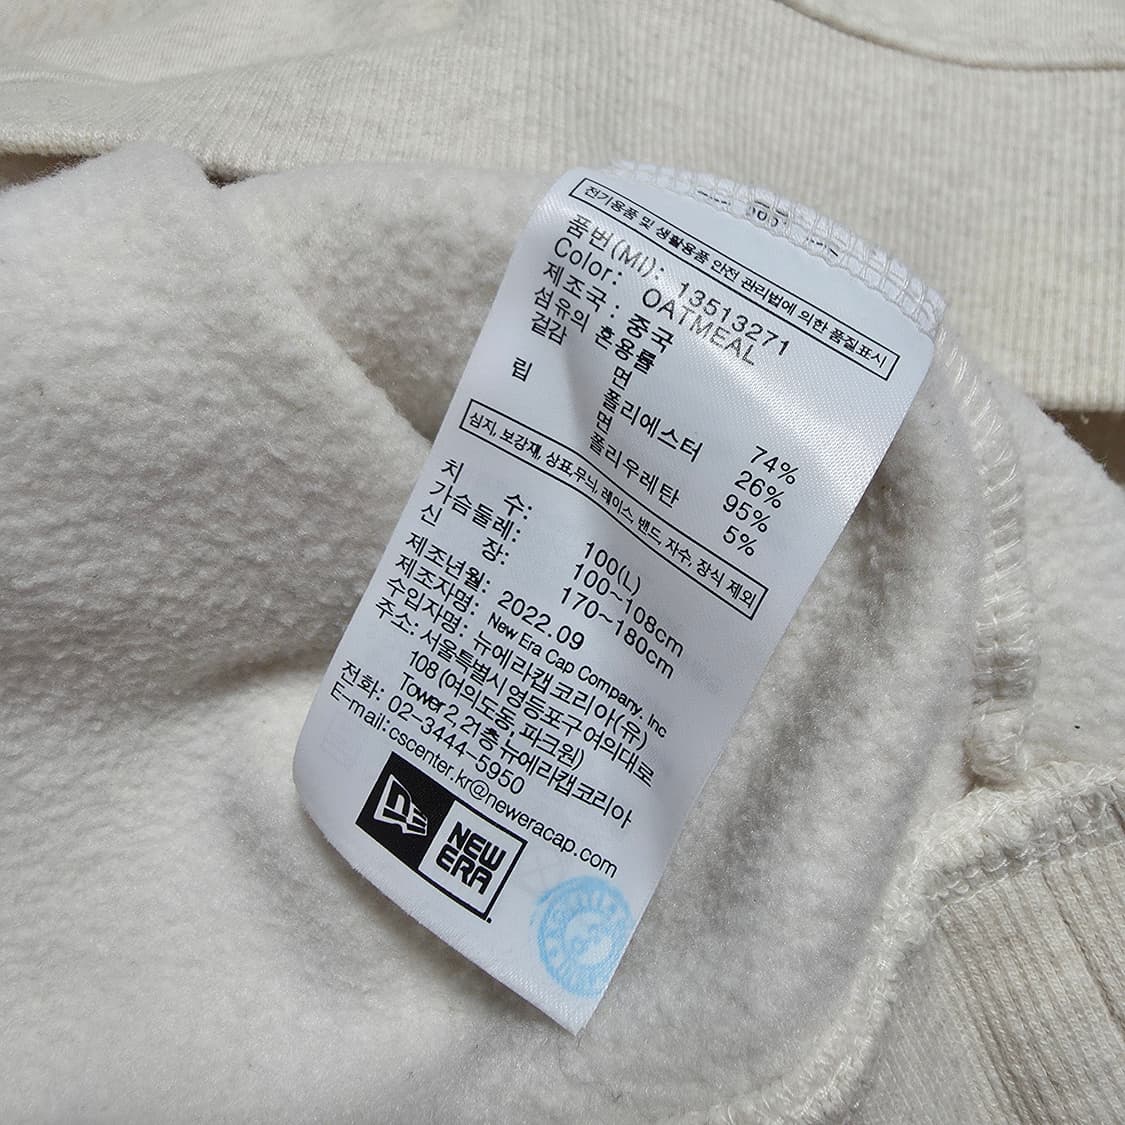 전기용품 및 생활용품 안전 관리법에 의한 품질표시
품번(MI): 13513271
Color: OATMEAL
제조국: 중국
섬유의 혼용률
겉감 면 74%
폴리에스터 26%
립 면 95%
폴리우레탄 5%
심지, 보강재, 상표,무늬, 레이스, 밴드, 자수, 장식 제외
치 수: 100(L)
가슴둘레: 100~108cm
신 장: 170~180cm
제조년월: 2022.09
제조자명: New Era Cap Company. Inc
수입자명: 뉴에라캡코리아(유)
주소: 서울특별시 영등포구 여의대로
108 (여의도동, 파크원)
Tower 2, 21층 뉴에라캡코리아
전화: 02-3444-5950
E-mail:cscenter.kr@neweracap.com
NE
NEW
ERA